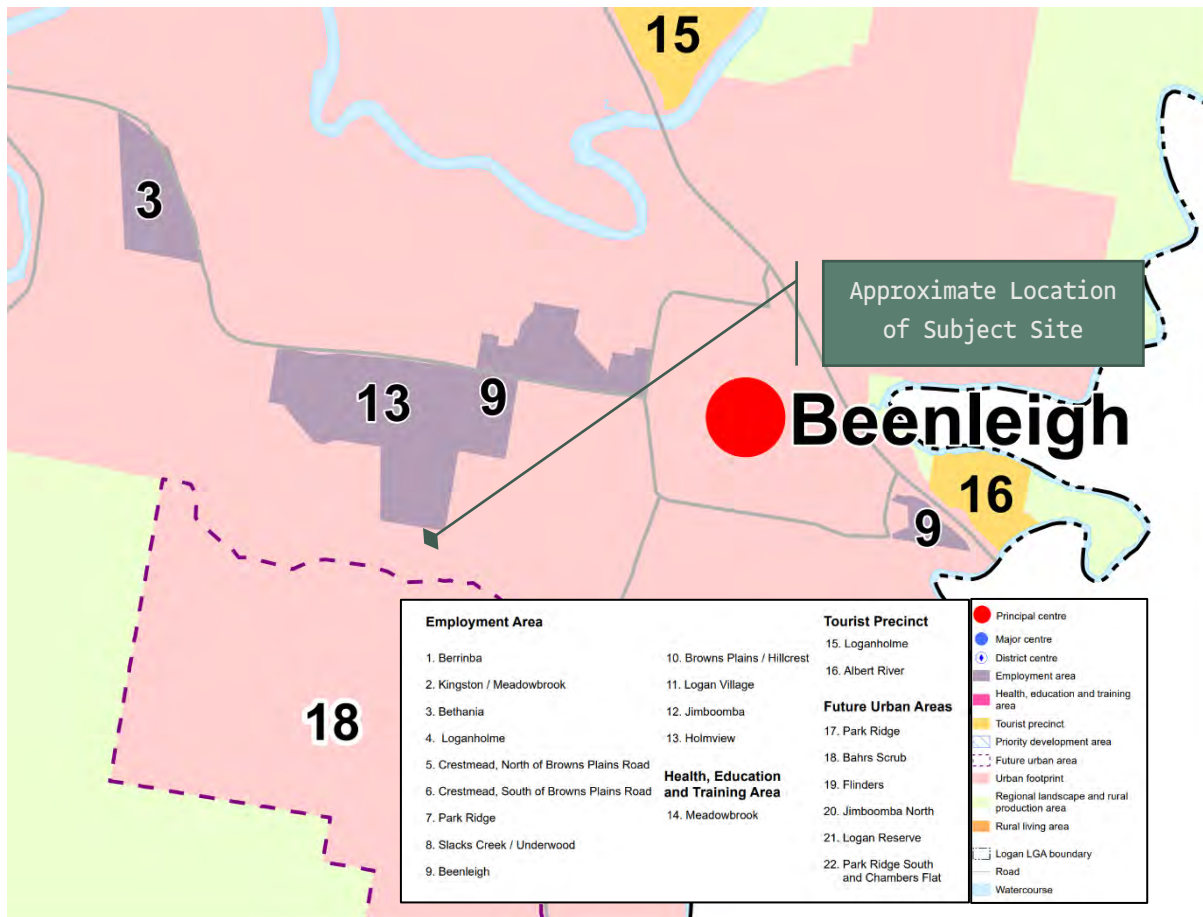 15
3
Approximate Location
of Subject Site
13
9
Beenleigh
16
9
18
Employment Area
1. Berrinba
2. Kingston / Meadowbrook
3. Bethania
4. Loganholme
5. Crestmead, North of Browns Plains Road
6. Crestmead, South of Browns Plains Road
7. Park Ridge
8. Slacks Creek / Underwood
9. Beenleigh
10. Browns Plains / Hillcrest
11. Logan Village
12. Jimboomba
13. Holmview
Health, Education
and Training Area
14. Meadowbrook
Tourist Precinct
15. Loganholme
16. Albert River
Future Urban Areas
17. Park Ridge
18. Bahrs Scrub
19. Flinders
20. Jimboomba North
21. Logan Reserve
22. Park Ridge South
and Chambers Flat
Principal centre
Major centre
District centre
Employment area
Health, education and training
area
Tourist precinct
Priority development area
Future urban area
Urban footprint
Regional landscape and rural
production area
Rural living area
Logan LGA boundary
Road
Watercourse